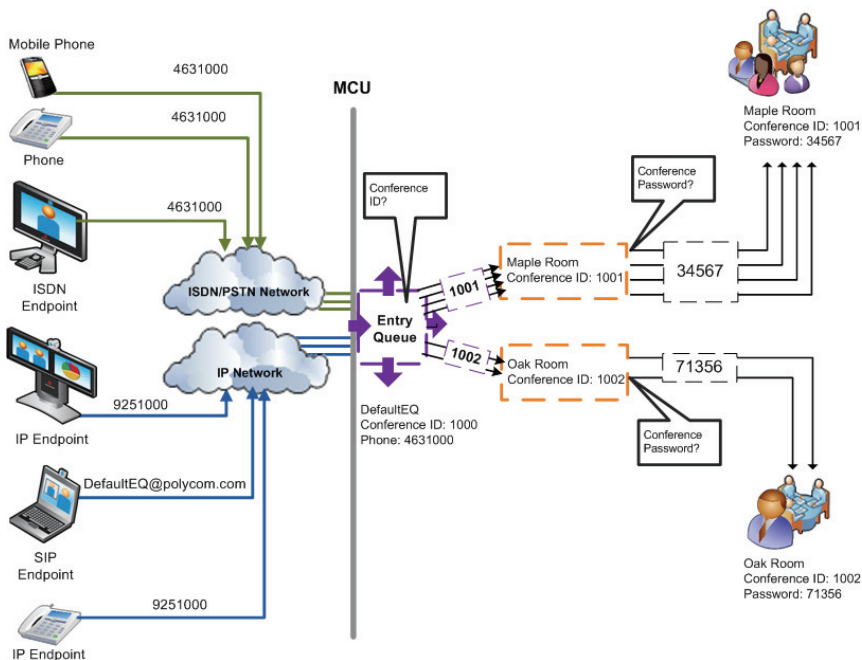 Mobile Phone
4631000
MCU
4631000
Phone
Maple Room
Conference ID: 1001
Password: 34567
Conference
Password?
Conference
ID?
4631000
ISDN
Endpoint
ISDN/PSTN Network
1001
Maple Room
Conference ID: 1001
34567
Entry
Queue
1002
Oak Room
Conference ID: 1002
71356
IP Network
9251000
IP Endpoint
DefaultEQ
Conference ID: 1000
Phone: 4631000
Conference
Password?
DefaultEQ@polycom.com
SIP
Endpoint
Oak Room
Conference ID: 1002
Password: 71356
9251000
IP Endpoint